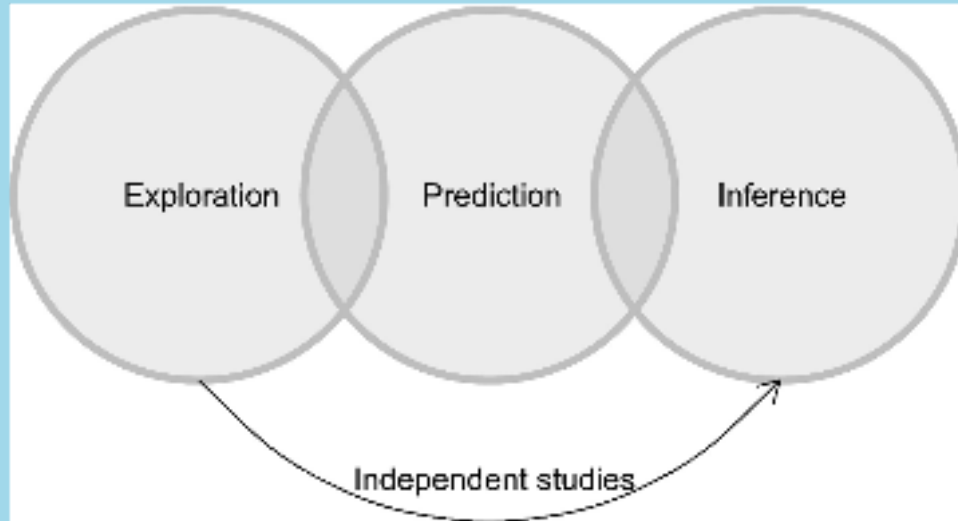 Exploration
Prediction
Inference
Independent studies